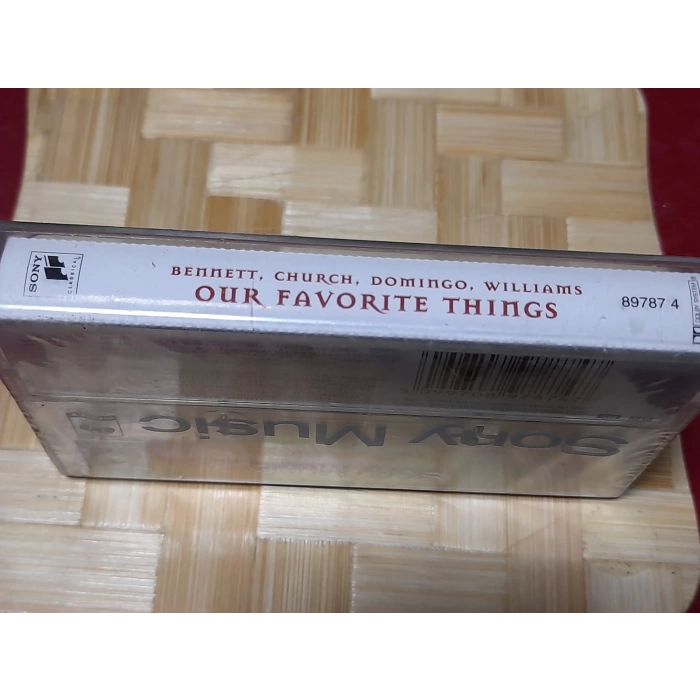 SONY
CLASSICAL
BENNETT, CHURCH, DOMINGO, WILLIAMS
OUR FAVORITE THINGS
89787 4
Sony Music